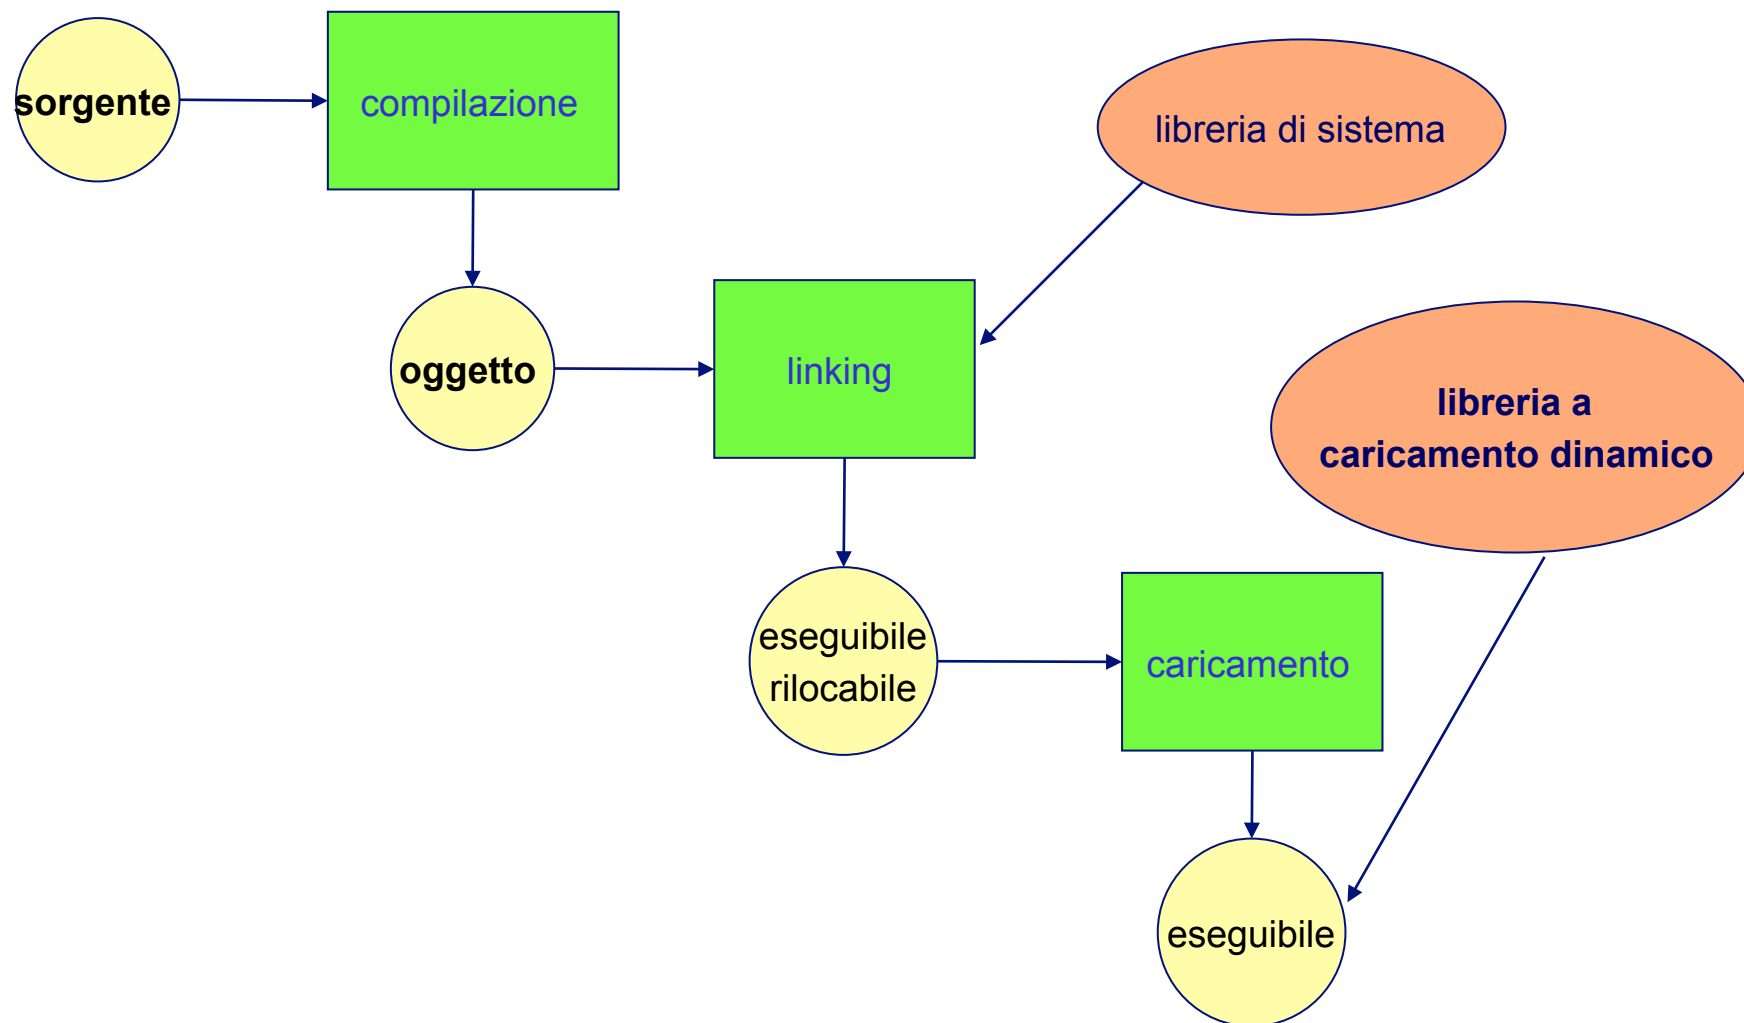 sorgente
compilazione
libreria di sistema
oggetto
linking
libreria a
caricamento dinamico
eseguibile
rilocabile
caricamento
eseguibile